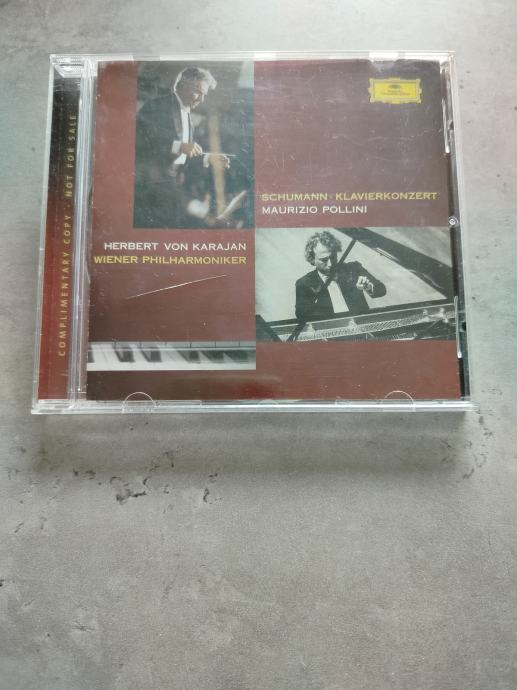 COMPLIMENTARY COPY · NOT FOR SALE
SCHUMANN · KLAVIERKONZERT
MAURIZIO POLLINI
HERBERT VON KARAJAN
WIENER PHILHARMONIKER